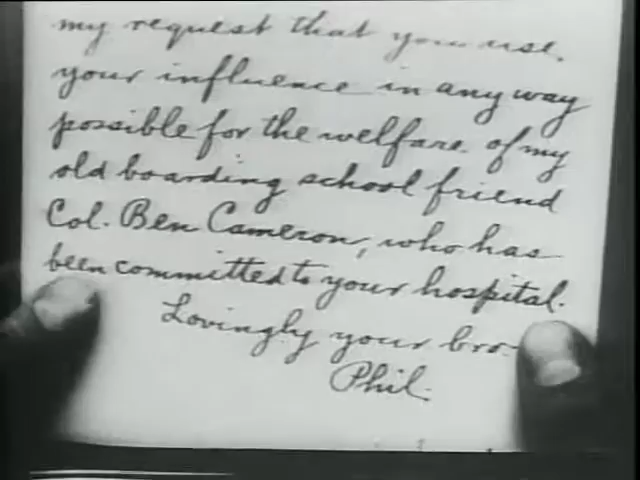 my request that you use
your influence in any way
possible for the welfare of my
old boarding school friend
Col. Ben Cameron, who has
been committed to your hospital.
Lovingly your bro.
Phil.